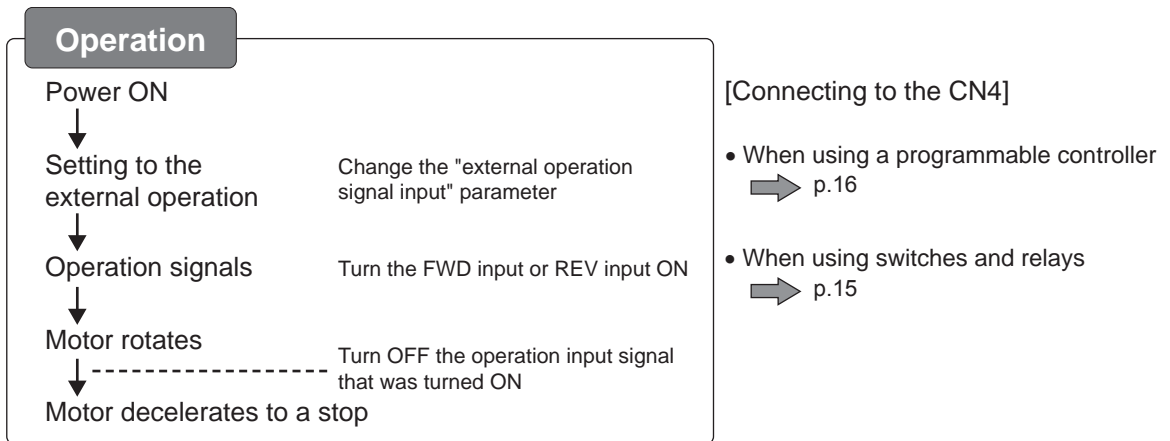 Operation
Power ON
Setting to the
external operation
Change the "external operation
signal input" parameter
Operation signals
Turn the FWD input or REV input ON
Motor rotates
Turn OFF the operation input signal
that was turned ON
Motor decelerates to a stop
[Connecting to the CN4]
• When using a programmable controller
p.16
• When using switches and relays
p.15